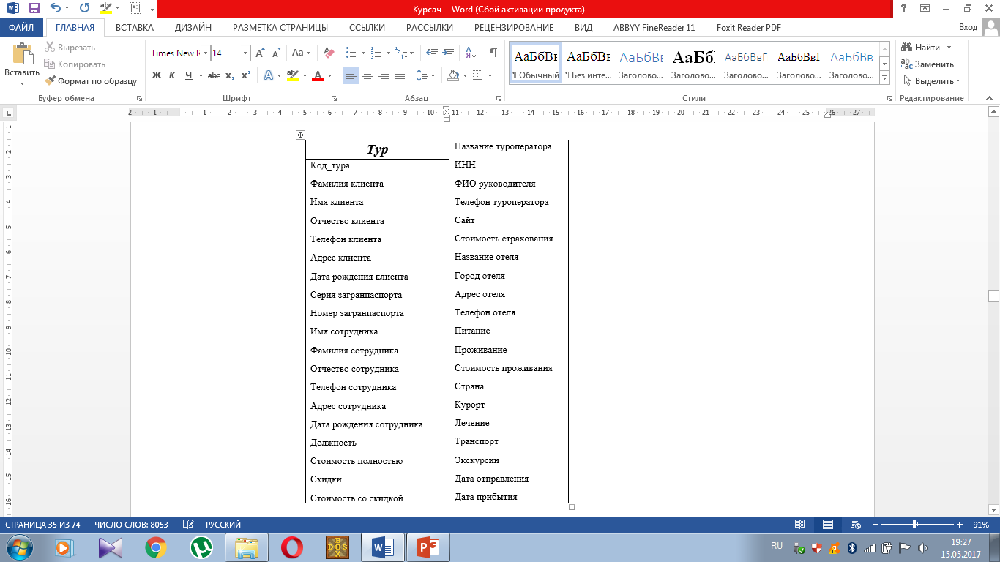 Курсач - Word (Сбой активации продукта)
ФАЙЛ ГЛАВНАЯ ВСТАВКА ДИЗАЙН РАЗМЕТКА СТРАНИЦЫ ССЫЛКИ РАССЫЛКИ РЕЦЕНЗИРОВАНИЕ ВИД ABBYY FineReader 11 Foxit Reader PDF Вход
Вставить
Вырезать
Копировать
Формат по образцу
Буфер обмена
Times New R 14
Ж К Ч abc x₂ x²
Шрифт
Абзац
АаБбВв АаБбВв АаБбВв АаБб АаБбВвГ АаБбВвГ АаБбВв
¶ Обычный ¶ Без инте... Заголово... Заголово... Заголово... Заголово... Заголово...
Стили
Найти
Заменить
Выделить
Редактирование
2 1 1 2 3 4 5 6 7 8 9 10 11 12 13 14 15 16 17 18 19 20 21 22 23 24 25 26 27
1 1 2 3 4 5 6 7 8 9 10 11 12 13 14 15 16
Тур
Код_тура
Фамилия клиента
Имя клиента
Отчество клиента
Телефон клиента
Адрес клиента
Дата рождения клиента
Серия загранпаспорта
Номер загранпаспорта
Имя сотрудника
Фамилия сотрудника
Отчество сотрудника
Телефон сотрудника
Адрес сотрудника
Дата рождения сотрудника
Должность
Стоимость полностью
Скидки
Стоимость со скидкой
Название туроператора
ИНН
ФИО руководителя
Телефон туроператора
Сайт
Стоимость страхования
Название отеля
Город отеля
Адрес отеля
Телефон отеля
Питание
Проживание
Стоимость проживания
Страна
Курорт
Лечение
Транспорт
Экскурсии
Дата отправления
Дата прибытия
СТРАНИЦА 35 ИЗ 74 ЧИСЛО СЛОВ: 8053 РУССКИЙ 91%
RU
19:27
15.05.2017